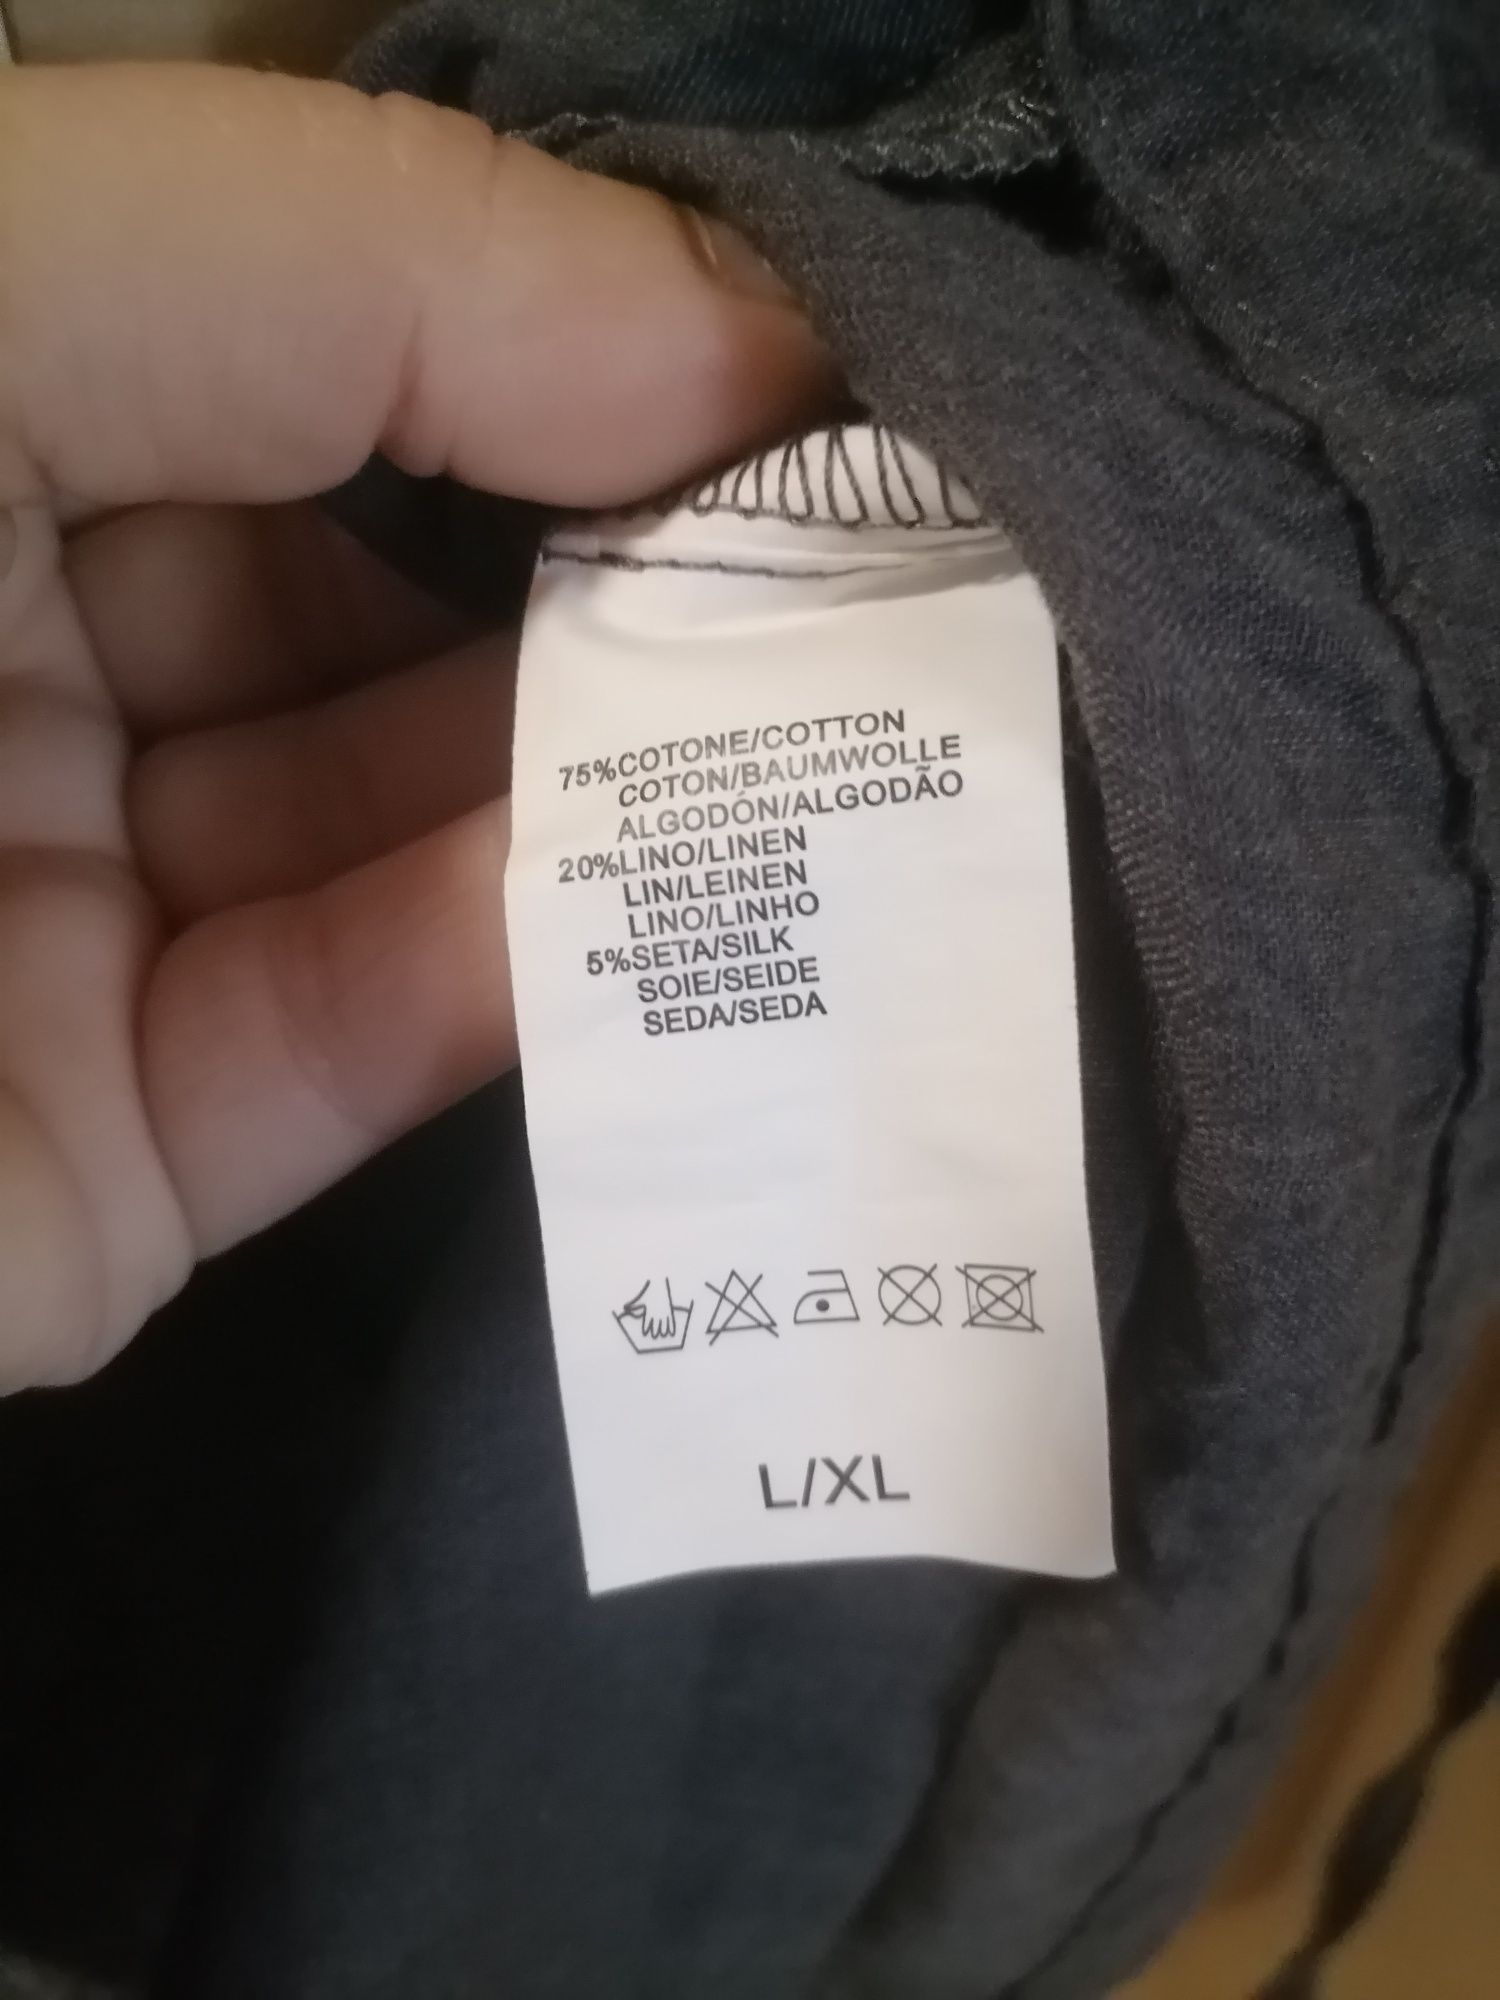 75%COTONE/COTTON
COTON/BAUMWOLLE
ALGODÓN/ALGODÃO
20%LINO/LINEN
LIN/LEINEN
LINO/LINHO
5%SETA/SILK
SOIE/SEIDE
SEDA/SEDA
L/XL